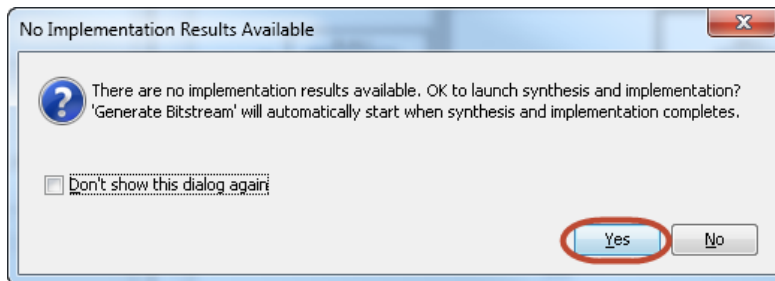 No Implementation Results Available
There are no implementation results available. OK to launch synthesis and implementation?
'Generate Bitstream' will automatically start when synthesis and implementation completes.
Don't show this dialog again
Yes No